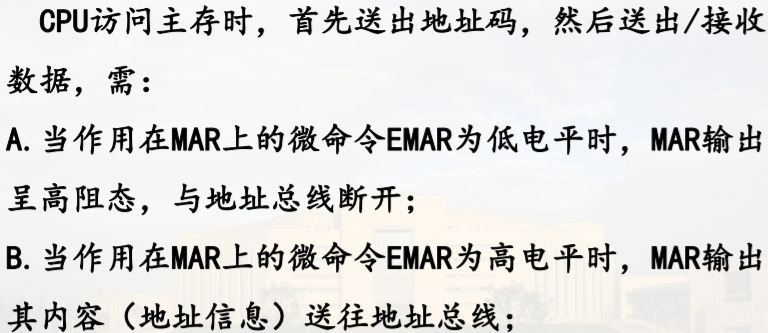 CPU访问主存时，首先送出地址码，然后送出/接收
数据，需：
A.当作用在MAR上的微命令EMAR为低电平时，MAR输出
呈高阻态，与地址总线断开；
B.当作用在MAR上的微命令EMAR为高电平时，MAR输出
其内容（地址信息）送往地址总线；